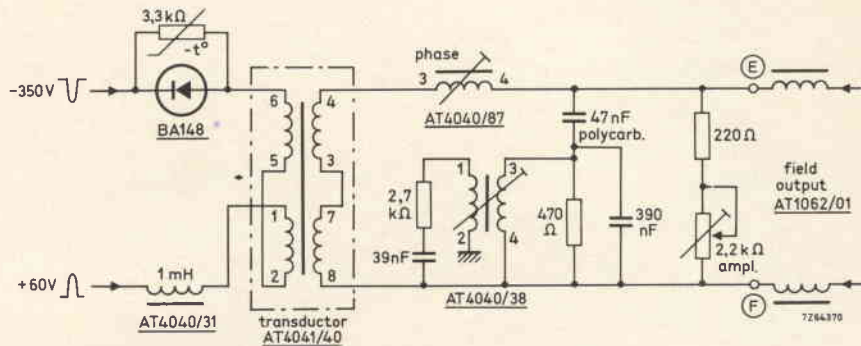 3,3kΩ
-t°
-350V
BA148
6
5
1
2
4
3
7
8
transductor
AT4041/40
+60V
1mH
AT4040/31
phase
3
4
AT4040/87
47nF
polycarb.
2,7
kΩ
39nF
1
2
3
4
AT4040/38
470
Ω
390
nF
220Ω
2,2kΩ
ampl.
E
F
field
output
AT1062/01
7Z64370